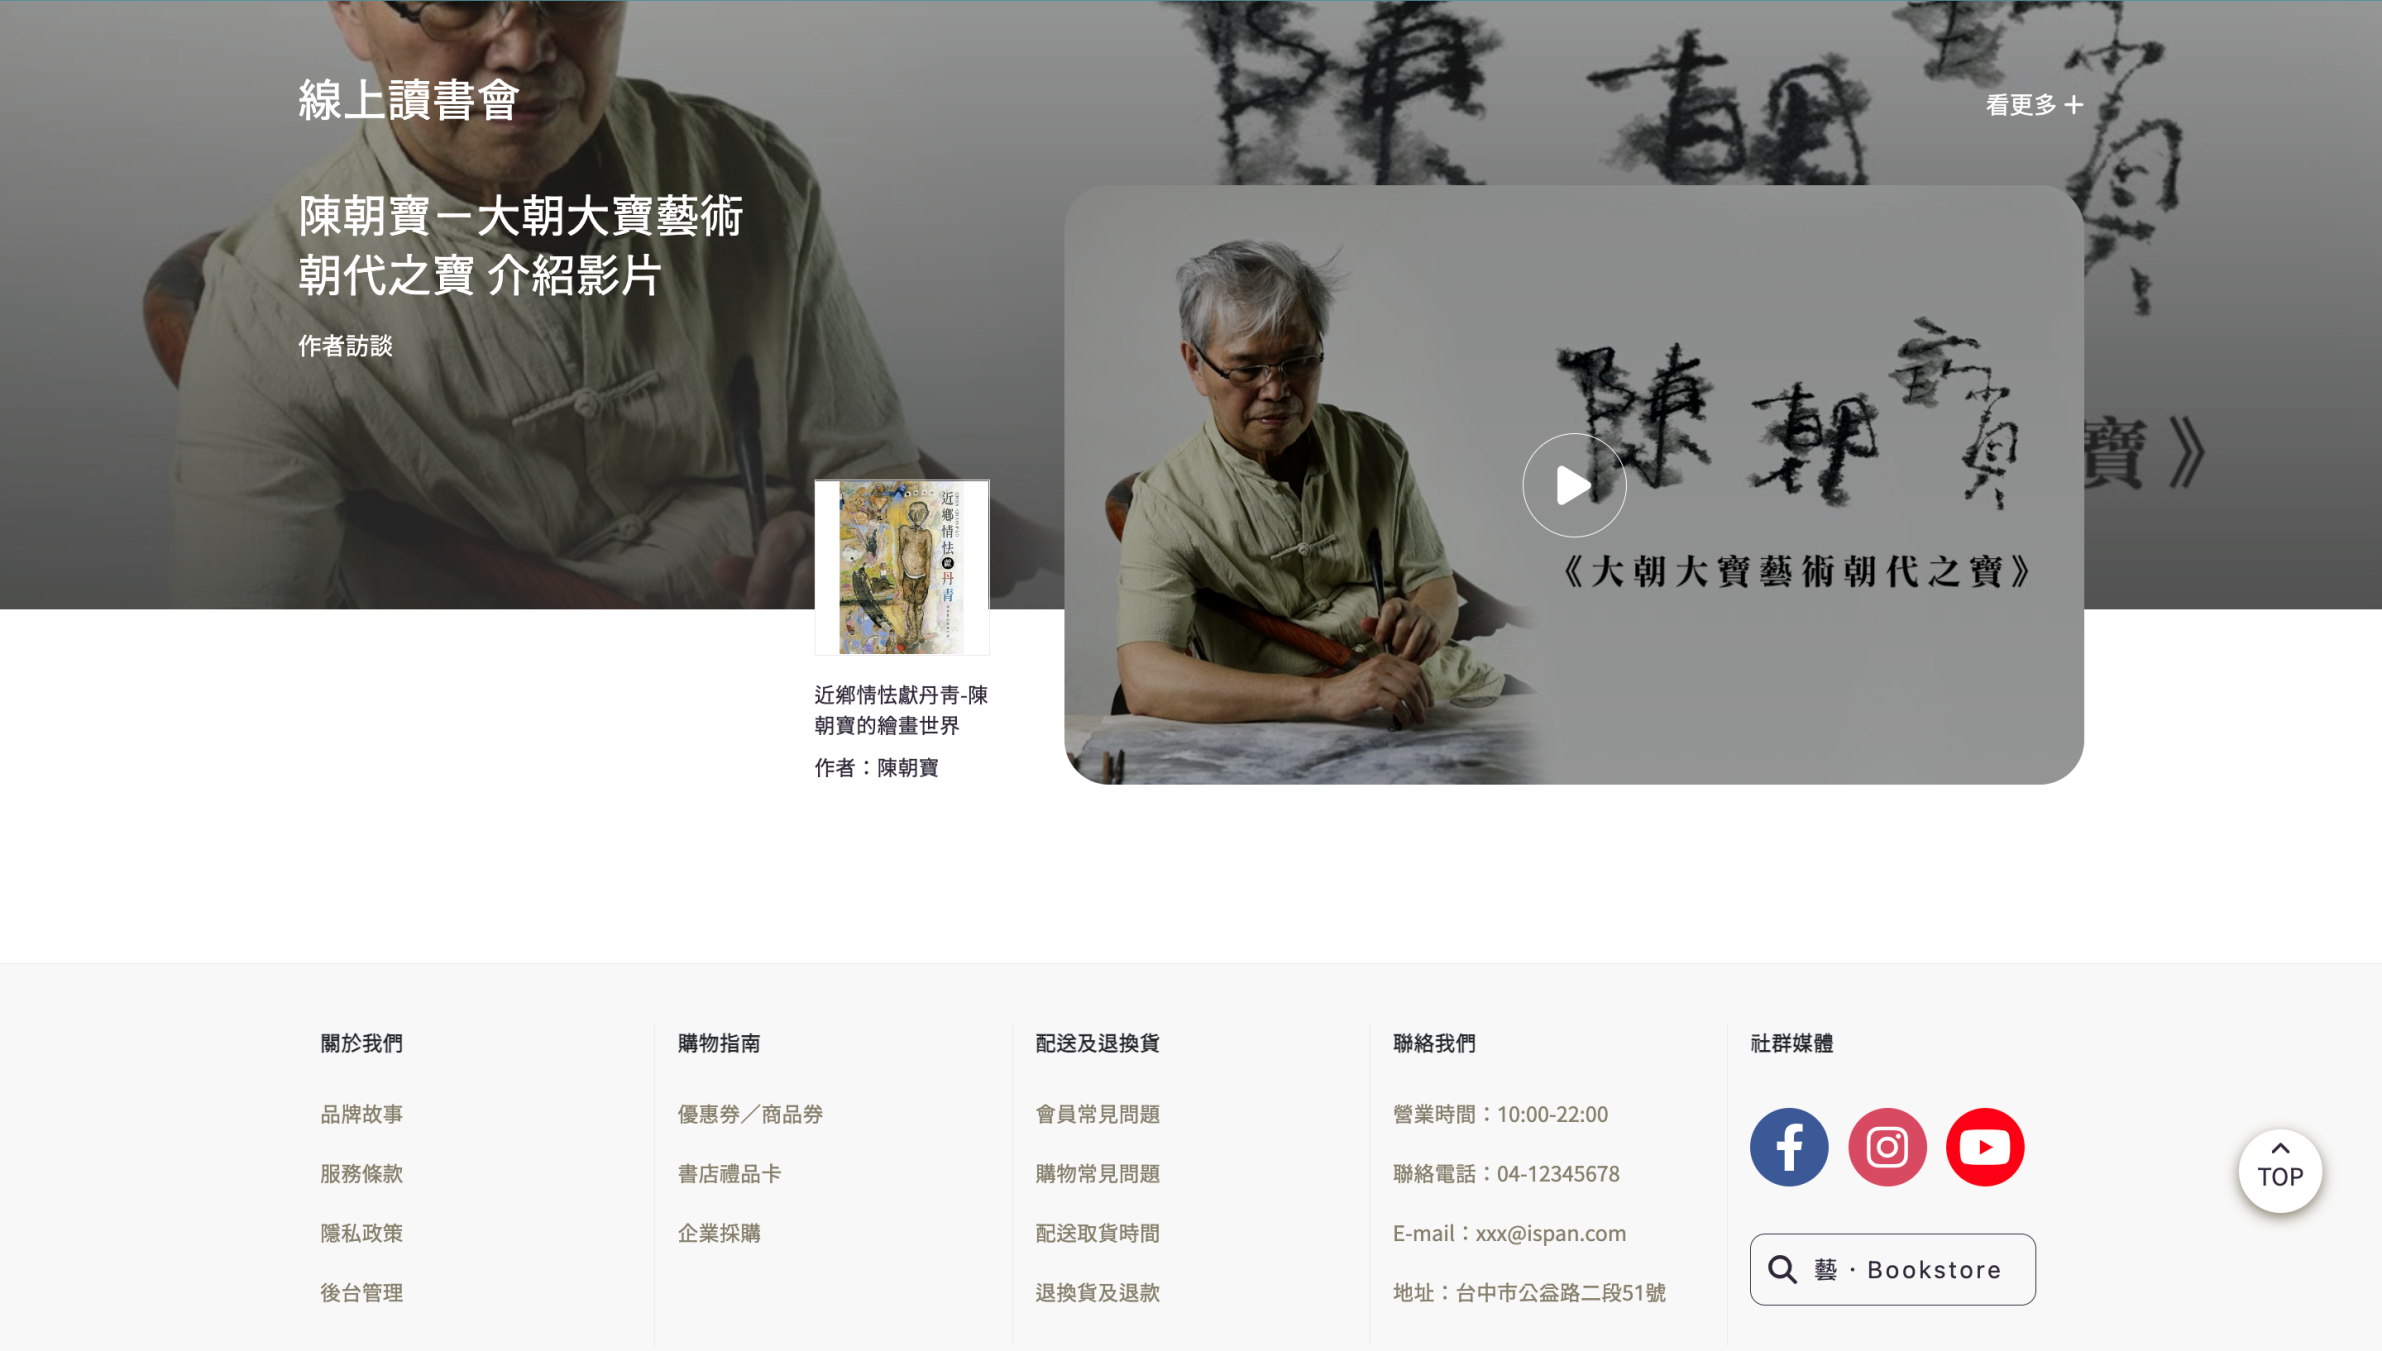 線上讀書會
看更多 +
陳朝寶－大朝大寶藝術
朝代之寶 介紹影片
作者訪談
陳朝寶
《大朝大寶藝術朝代之寶》
寶》
近鄉情怯獻丹青
近鄉情怯獻丹靑-陳
朝寶的繪畫世界
作者：陳朝寶
關於我們
品牌故事
服務條款
隱私政策
後台管理
購物指南
優惠券／商品券
書店禮品卡
企業採購
配送及退換貨
會員常見問題
購物常見問題
配送取貨時間
退換貨及退款
聯絡我們
營業時間：10:00-22:00
聯絡電話：04-12345678
E-mail：xxx@ispan.com
地址：台中市公益路二段51號
社群媒體
藝・Bookstore
TOP